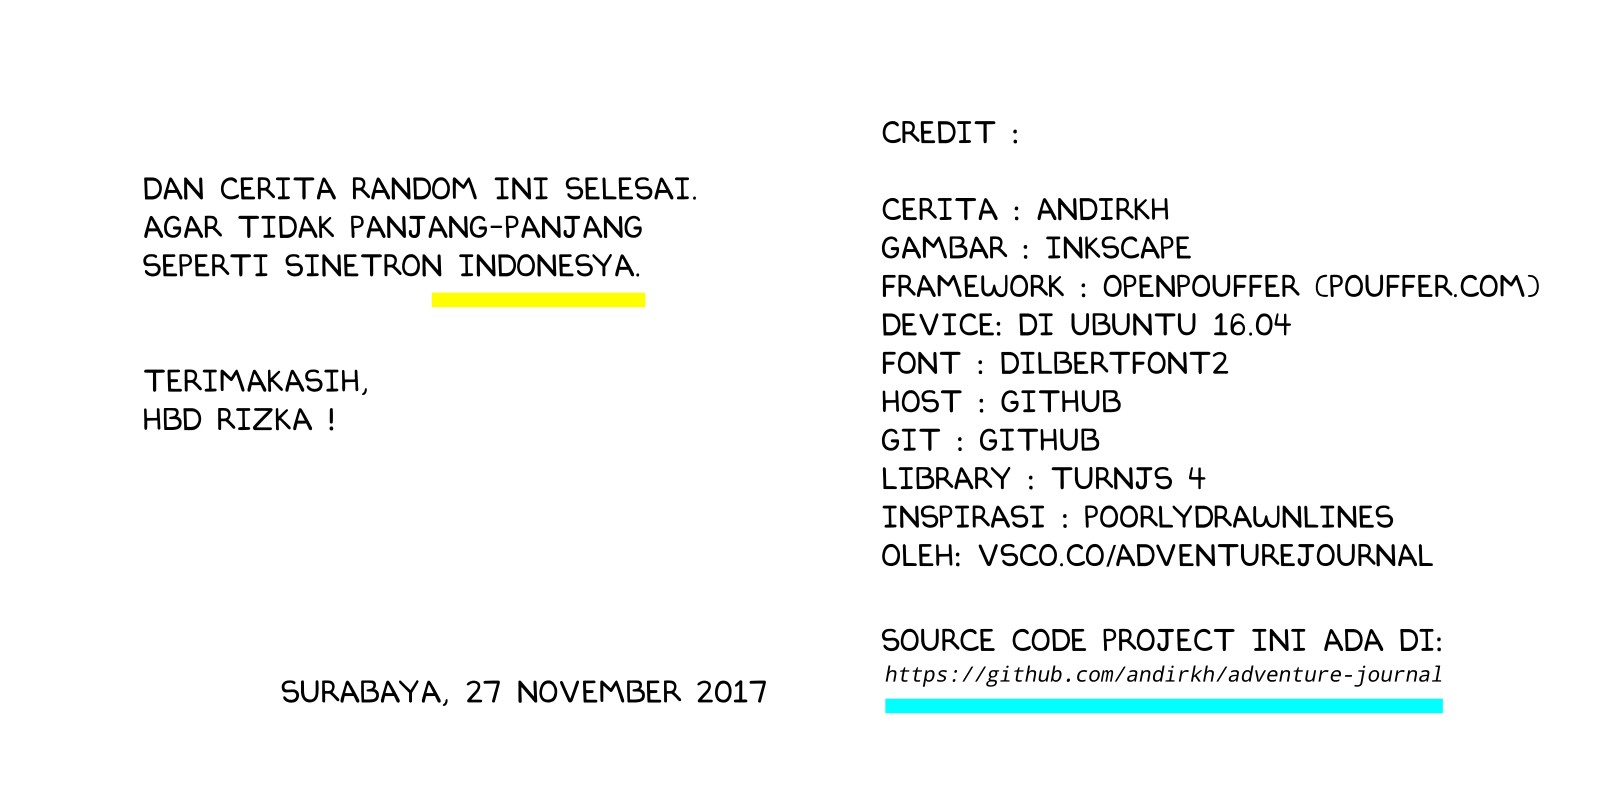 DAN CERITA RANDOM INI SELESAI.
AGAR TIDAK PANJANG-PANJANG
SEPERTI SINETRON INDONESYA.
TERIMAKASIH,
HBD RIZKA !
SURABAYA, 27 NOVEMBER 2017
CREDIT :
CERITA : ANDIRKH
GAMBAR : INKSCAPE
FRAMEWORK : OPENPOUFFER (POUFFER.COM)
DEVICE: DI UBUNTU 16.04
FONT : DILBERTFONT2
HOST : GITHUB
GIT : GITHUB
LIBRARY : TURNJS 4
INSPIRASI : POORLYDRAWNLINES
OLEH: VSCO.CO/ADVENTUREJOURNAL
SOURCE CODE PROJECT INI ADA DI:
https://github.com/andirkh/adventure-journal